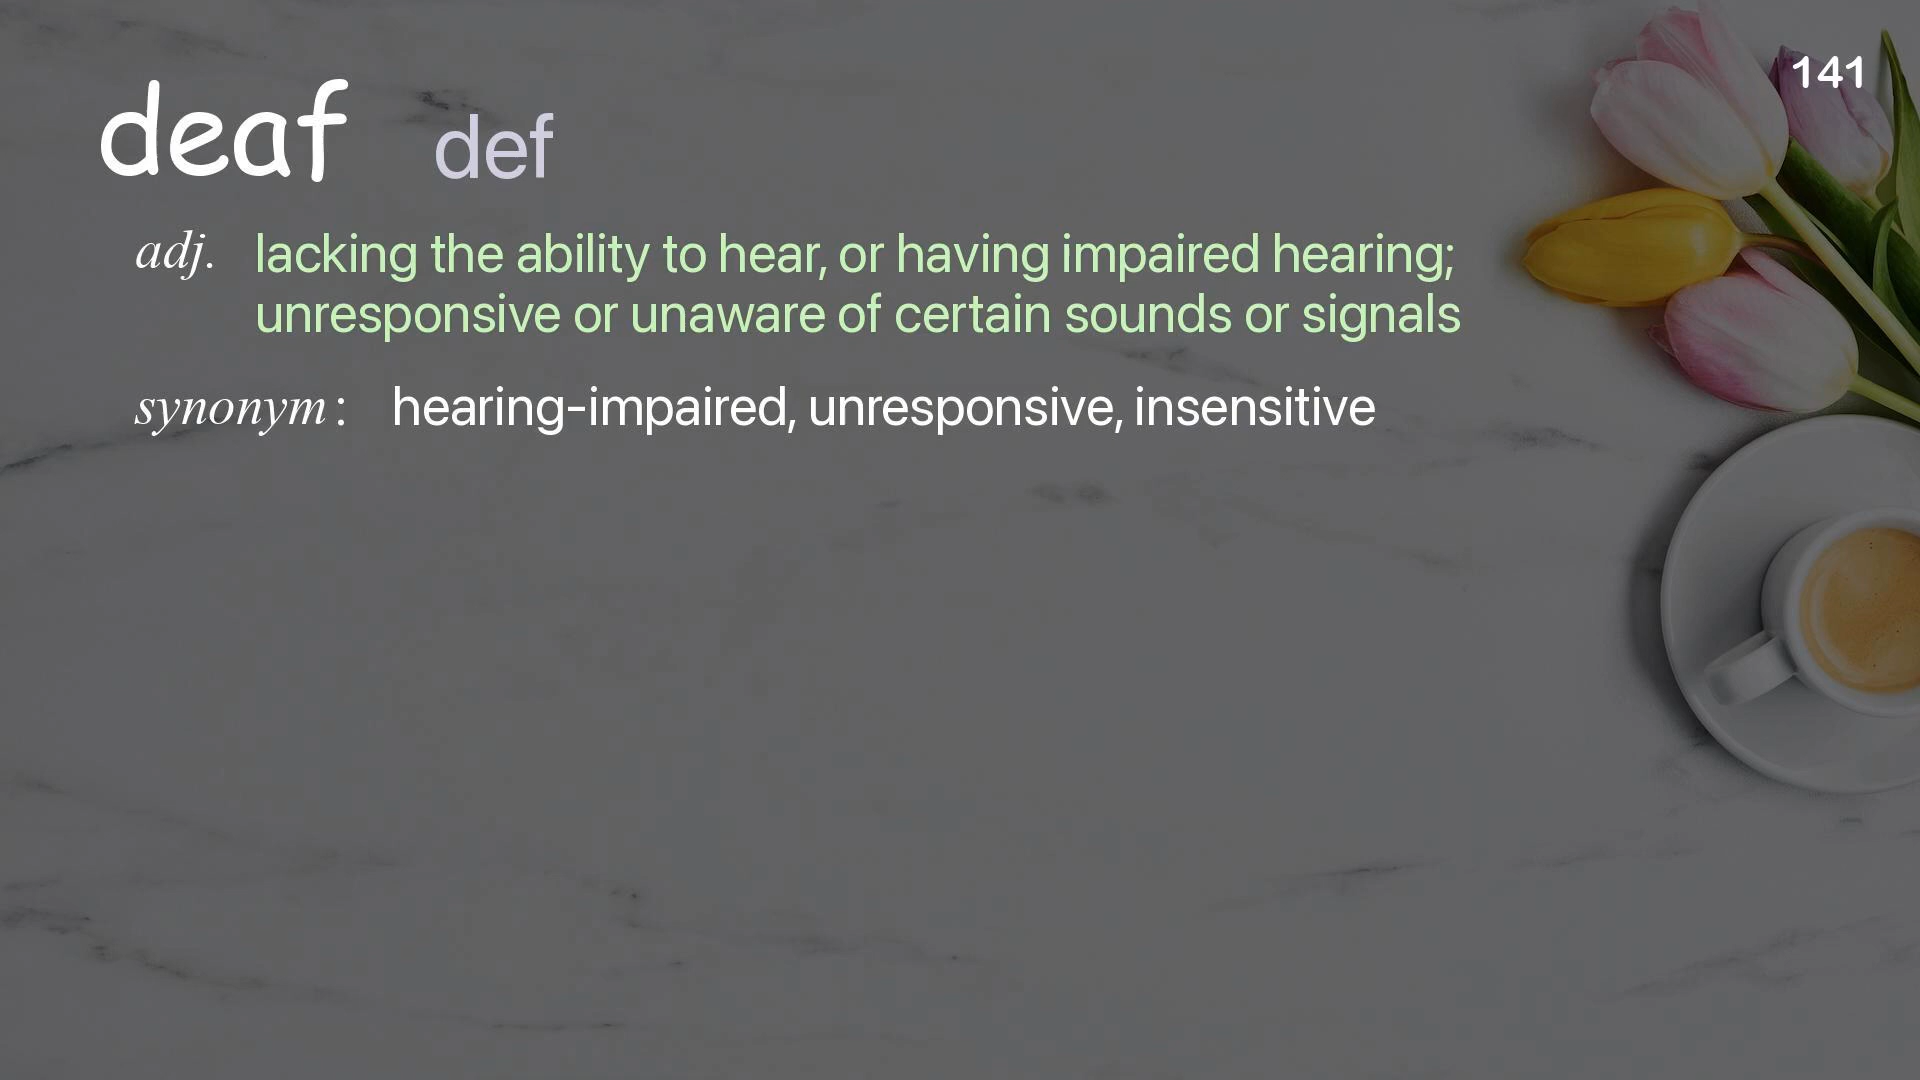 141
deaf def
adj. lacking the ability to hear, or having impaired hearing;
unresponsive or unaware of certain sounds or signals
synonym: hearing-impaired, unresponsive, insensitive